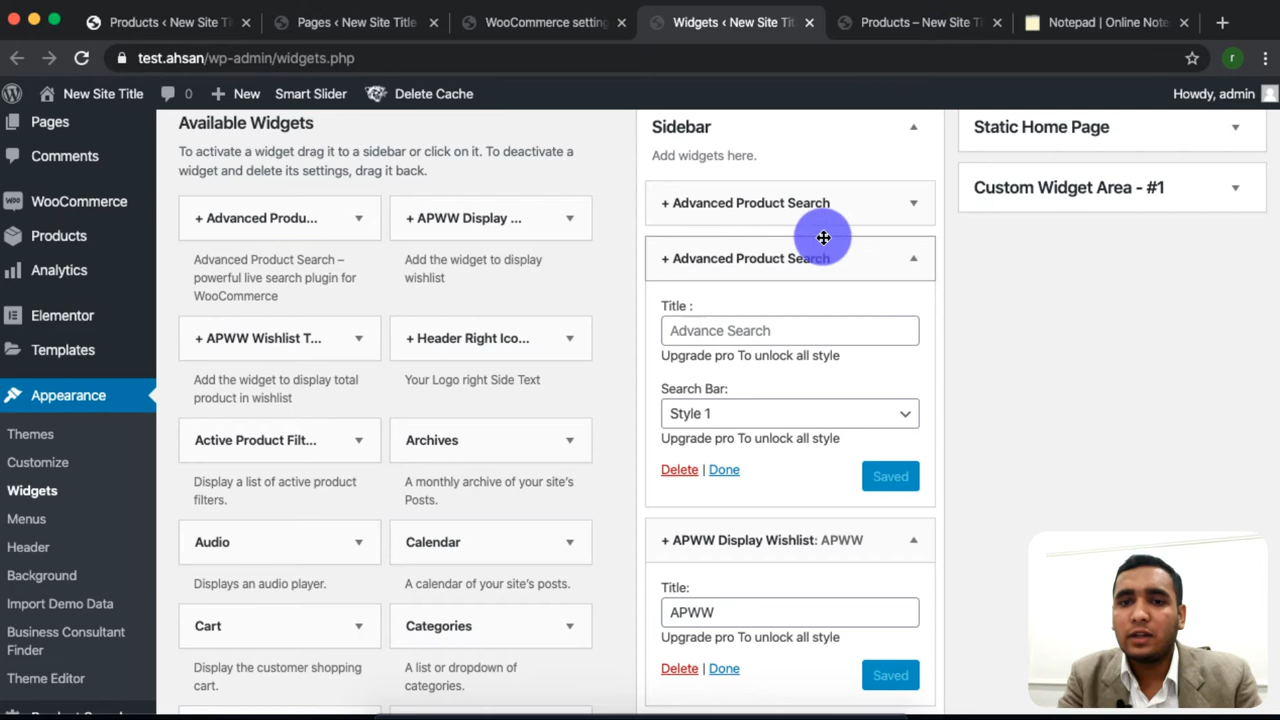 Products ‹ New Site Titl
Pages ‹ New Site Title
WooCommerce setting
Widgets ‹ New Site Titl
Products – New Site Ti
Notepad | Online Note
test.ahsan/wp-admin/widgets.php
r
New Site Title
0
New
Smart Slider
Delete Cache
Howdy, admin
Pages
Comments
WooCommerce
Products
Analytics
Elementor
Templates
Appearance
Themes
Customize
Widgets
Menus
Header
Background
Import Demo Data
Business Consultant
Finder
Theme Editor
Available Widgets
To activate a widget drag it to a sidebar or click on it. To deactivate a
widget and delete its settings, drag it back.
+ Advanced Produ...
Advanced Product Search –
powerful live search plugin for
WooCommerce
+ APWW Display ...
Add the widget to display
wishlist
+ APWW Wishlist T...
Add the widget to display total
product in wishlist
+ Header Right Ico...
Your Logo right Side Text
Active Product Filt...
Display a list of active product
filters.
Archives
A monthly archive of your site's
Posts.
Audio
Displays an audio player.
Calendar
A calendar of your site's posts.
Cart
Display the customer shopping
cart.
Categories
A list or dropdown of
categories.
Sidebar
Add widgets here.
+ Advanced Product Search
+ Advanced Product Search
Title :
Advance Search
Upgrade pro To unlock all style
Search Bar:
Style 1
Upgrade pro To unlock all style
Delete | Done
Saved
+ APWW Display Wishlist: APWW
Title:
APWW
Upgrade pro To unlock all style
Delete | Done
Saved
Static Home Page
Custom Widget Area - #1